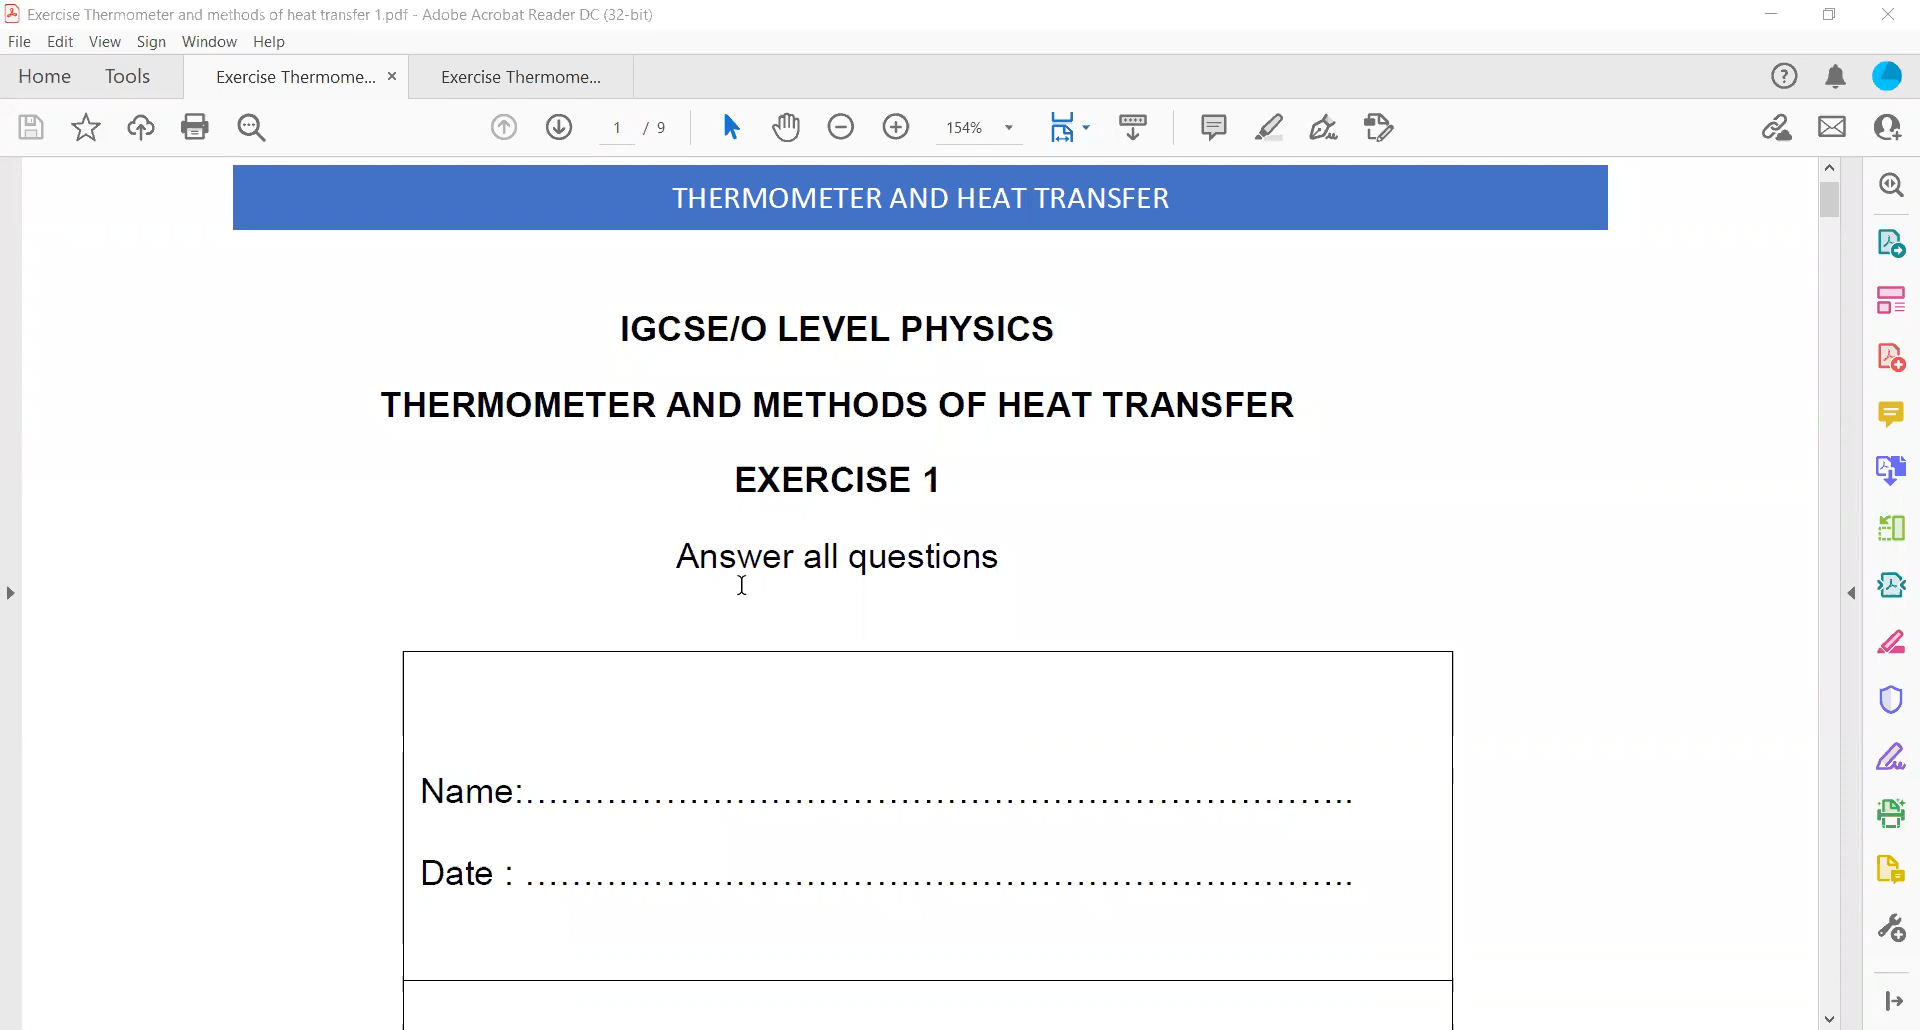 Exercise Thermometer and methods of heat transfer 1.pdf - Adobe Acrobat Reader DC (32-bit)
File Edit View Sign Window Help
Home Tools Exercise Thermome... × Exercise Thermome...
1 / 9 154%
THERMOMETER AND HEAT TRANSFER
IGCSE/O LEVEL PHYSICS
THERMOMETER AND METHODS OF HEAT TRANSFER
EXERCISE 1
Answer all questions
Name:..............................................................................
Date : ..............................................................................